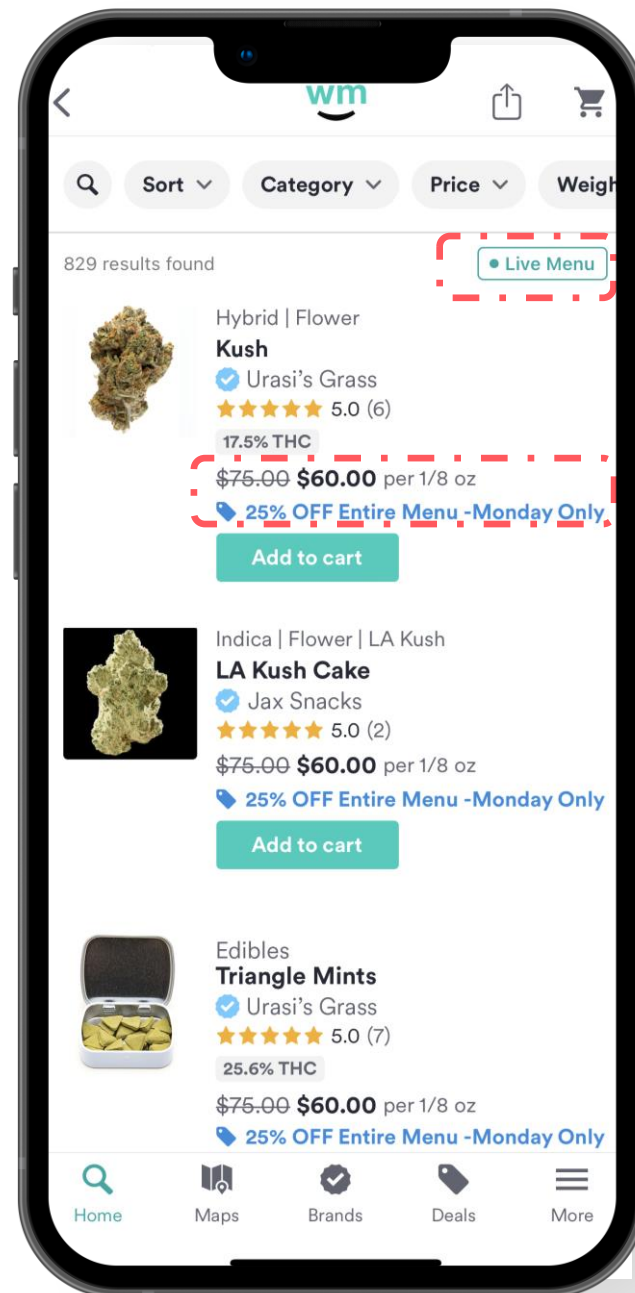 wm
Sort
Category
Price
Weigh
829 results found
• Live Menu
Hybrid | Flower
Kush
Urasi's Grass
5.0 (6)
17.5% THC
$75.00 $60.00 per 1/8 oz
25% OFF Entire Menu -Monday Only
Add to cart
Indica | Flower | LA Kush
LA Kush Cake
Jax Snacks
5.0 (2)
$75.00 $60.00 per 1/8 oz
25% OFF Entire Menu -Monday Only
Add to cart
Edibles
Triangle Mints
Urasi's Grass
5.0 (7)
25.6% THC
$75.00 $60.00 per 1/8 oz
25% OFF Entire Menu -Monday Only
Home
Maps
Brands
Deals
More